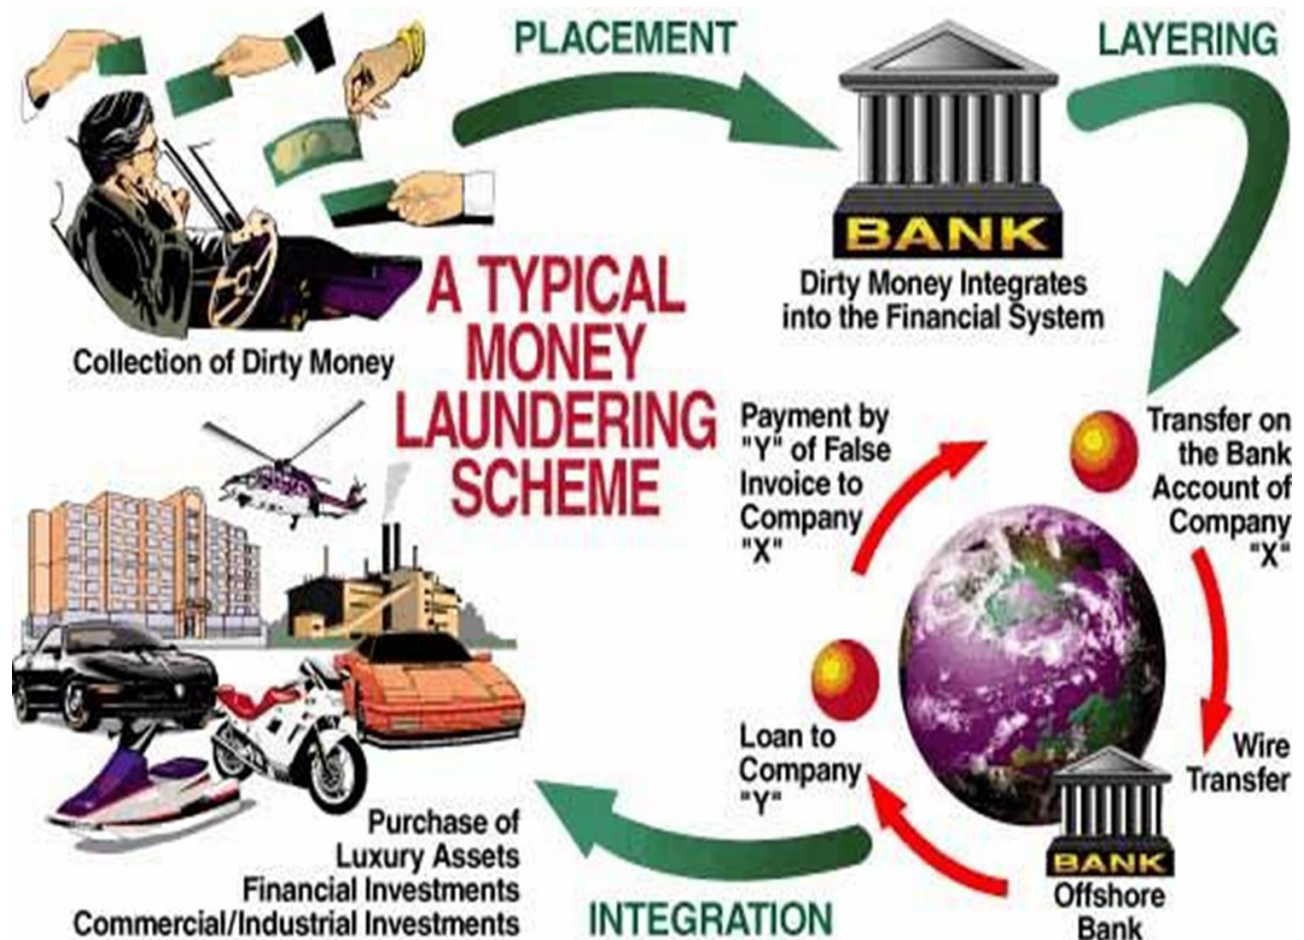 PLACEMENT
LAYERING
BANK
Dirty Money Integrates
into the Financial System
Collection of Dirty Money
A TYPICAL
MONEY
LAUNDERING
SCHEME
Payment by
"Y" of False
Invoice to
Company
"X"
Transfer on
the Bank
Account of
Company
"X"
Wire
Transfer
Loan to
Company
"Y"
BANK
Offshore
Bank
Purchase of
Luxury Assets
Financial Investments
Commercial/Industrial Investments
INTEGRATION